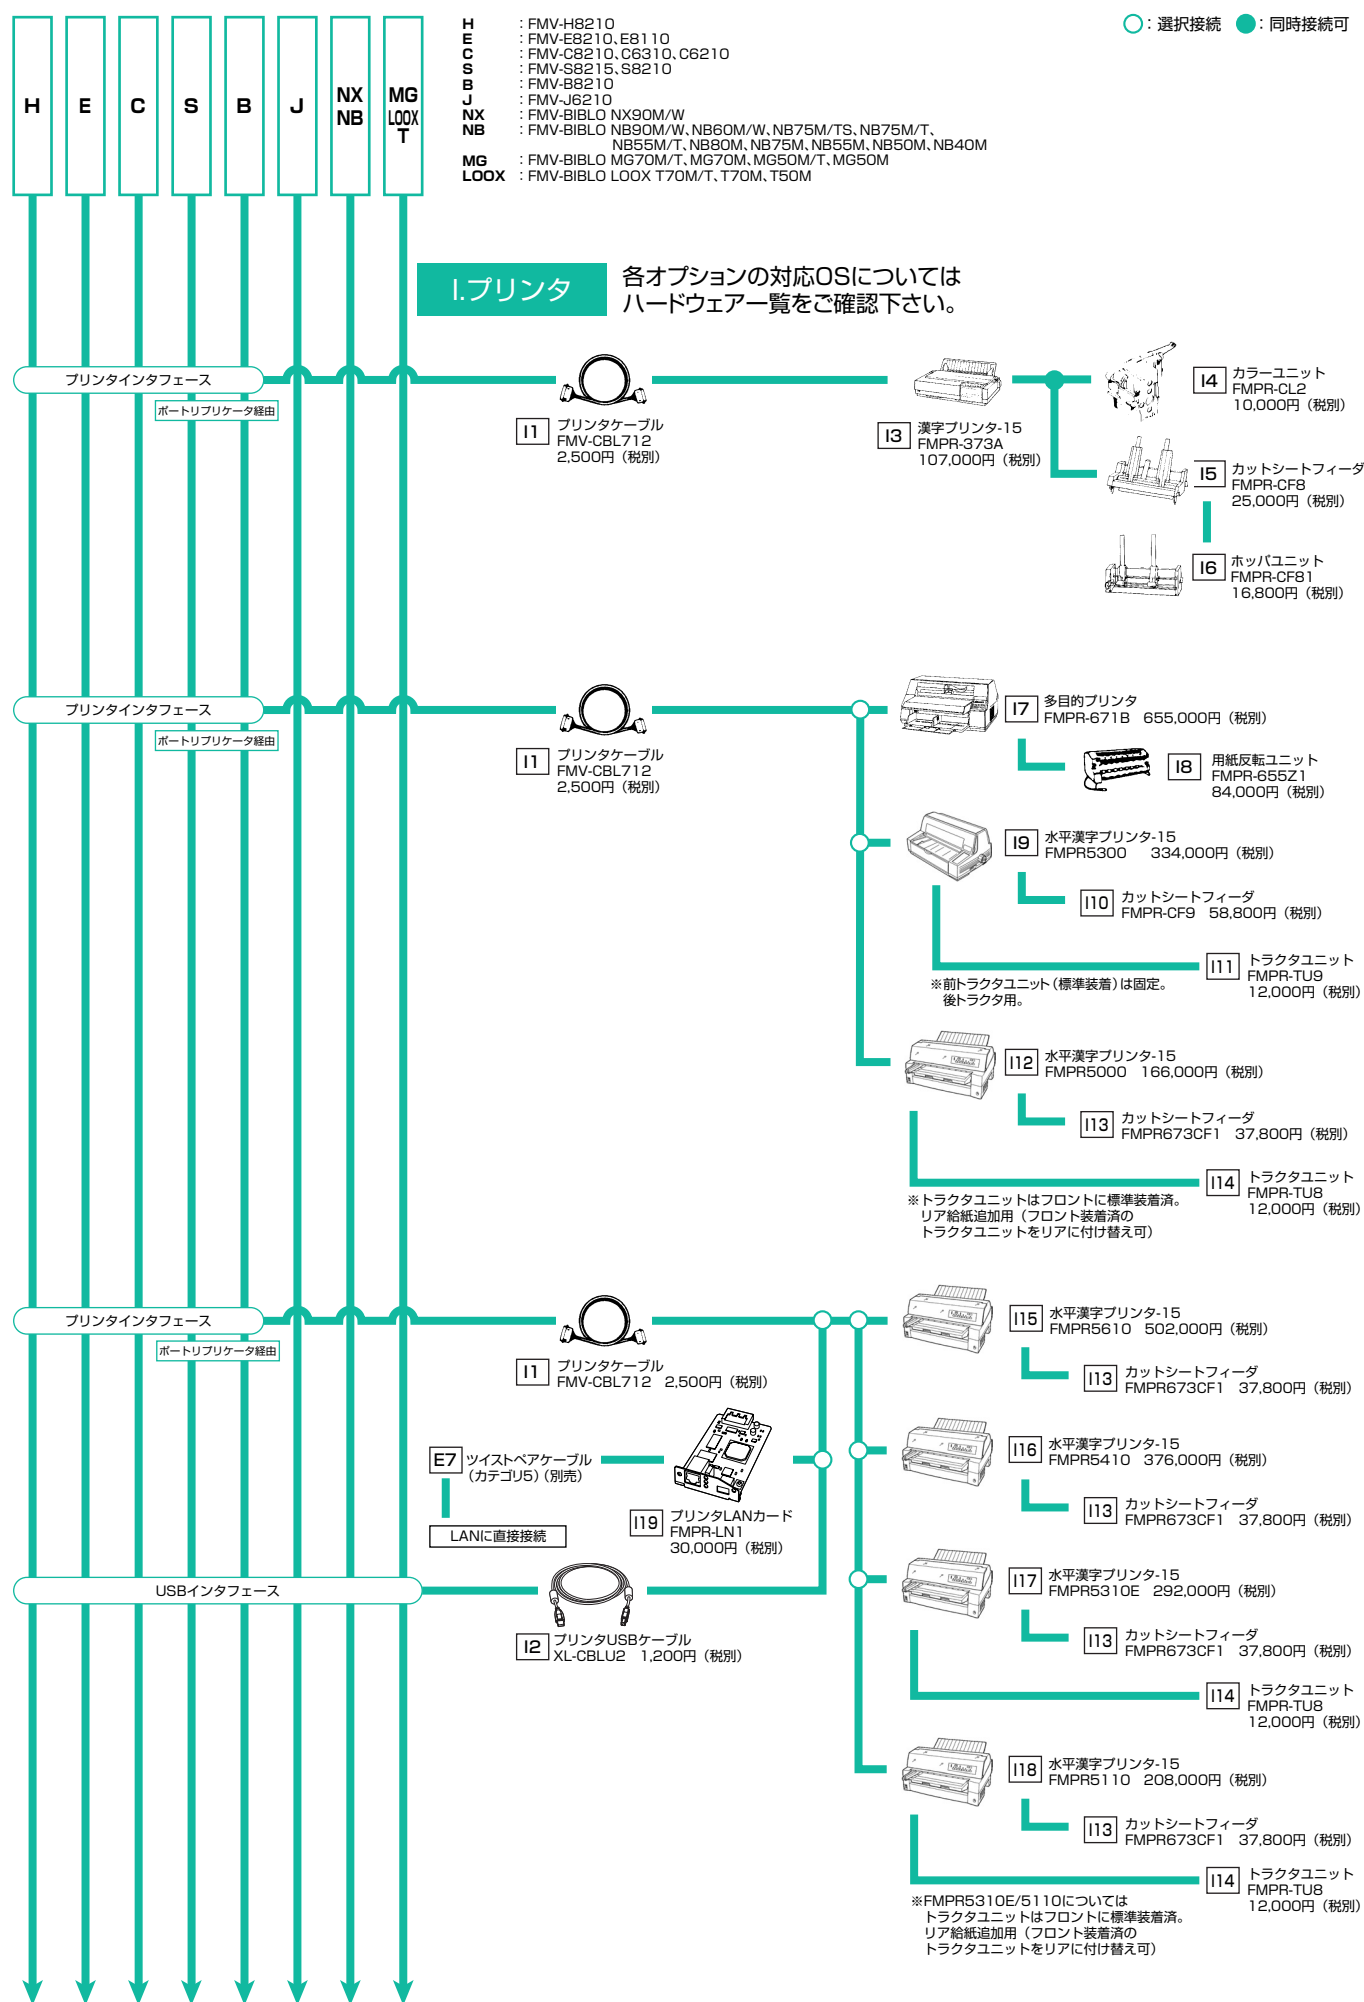 H
E
C
S
B
J
NX
NB
MG
LOOX
T
H : FMV-H8210
E : FMV-E8210、E8110
C : FMV-C8210、C6310、C6210
S : FMV-S8215、S8210
B : FMV-B8210
J : FMV-J6210
NX : FMV-BIBLO NX90M/W
NB : FMV-BIBLO NB90M/W、NB60M/W、NB75M/TS、NB75M/T、
NB55M/T、NB80M、NB75M、NB55M、NB50M、NB40M
MG : FMV-BIBLO MG70M/T、MG70M、MG50M/T、MG50M
LOOX : FMV-BIBLO LOOX T70M/T、T70M、T50M
○：選択接続 ●：同時接続可
I.プリンタ
各オプションの対応OSについては
ハードウェア一覧をご確認下さい。
プリンタインタフェース
ポートリプリケータ経由
I1 プリンタケーブル
FMV-CBL712
2,500円（税別）
I3 漢字プリンタ-15
FMPR-373A
107,000円（税別）
I4 カラーユニット
FMPR-CL2
10,000円（税別）
I5 カットシートフィーダ
FMPR-CF8
25,000円（税別）
I6 ホッパユニット
FMPR-CF81
16,800円（税別）
プリンタインタフェース
ポートリプリケータ経由
I1 プリンタケーブル
FMV-CBL712
2,500円（税別）
I7 多目的プリンタ
FMPR-671B 655,000円（税別）
I8 用紙反転ユニット
FMPR-655Z1
84,000円（税別）
I9 水平漢字プリンタ-15
FMPR5300 334,000円（税別）
I10 カットシートフィーダ
FMPR-CF9 58,800円（税別）
I11 トラクタユニット
FMPR-TU9
12,000円（税別）
※前トラクタユニット（標準装着）は固定。
後トラクタ用。
I12 水平漢字プリンタ-15
FMPR5000 166,000円（税別）
I13 カットシートフィーダ
FMPR673CF1 37,800円（税別）
I14 トラクタユニット
FMPR-TU8
12,000円（税別）
※トラクタユニットはフロントに標準装着済。
リア給紙追加用（フロント装着済の
トラクタユニットをリアに付け替え可）
プリンタインタフェース
ポートリプリケータ経由
I1 プリンタケーブル
FMV-CBL712 2,500円（税別）
I15 水平漢字プリンタ-15
FMPR5610 502,000円（税別）
I13 カットシートフィーダ
FMPR673CF1 37,800円（税別）
E7 ツイストペアケーブル
（カテゴリ5）（別売）
LANに直接接続
I19 プリンタLANカード
FMPR-LN1
30,000円（税別）
I16 水平漢字プリンタ-15
FMPR5410 376,000円（税別）
I13 カットシートフィーダ
FMPR673CF1 37,800円（税別）
USBインタフェース
I2 プリンタUSBケーブル
XL-CBLU2 1,200円（税別）
I17 水平漢字プリンタ-15
FMPR5310E 292,000円（税別）
I13 カットシートフィーダ
FMPR673CF1 37,800円（税別）
I14 トラクタユニット
FMPR-TU8
12,000円（税別）
I18 水平漢字プリンタ-15
FMPR5110 208,000円（税別）
I13 カットシートフィーダ
FMPR673CF1 37,800円（税別）
I14 トラクタユニット
FMPR-TU8
12,000円（税別）
※FMPR5310E/5110については
トラクタユニットはフロントに標準装着済。
リア給紙追加用（フロント装着済の
トラクタユニットをリアに付け替え可）